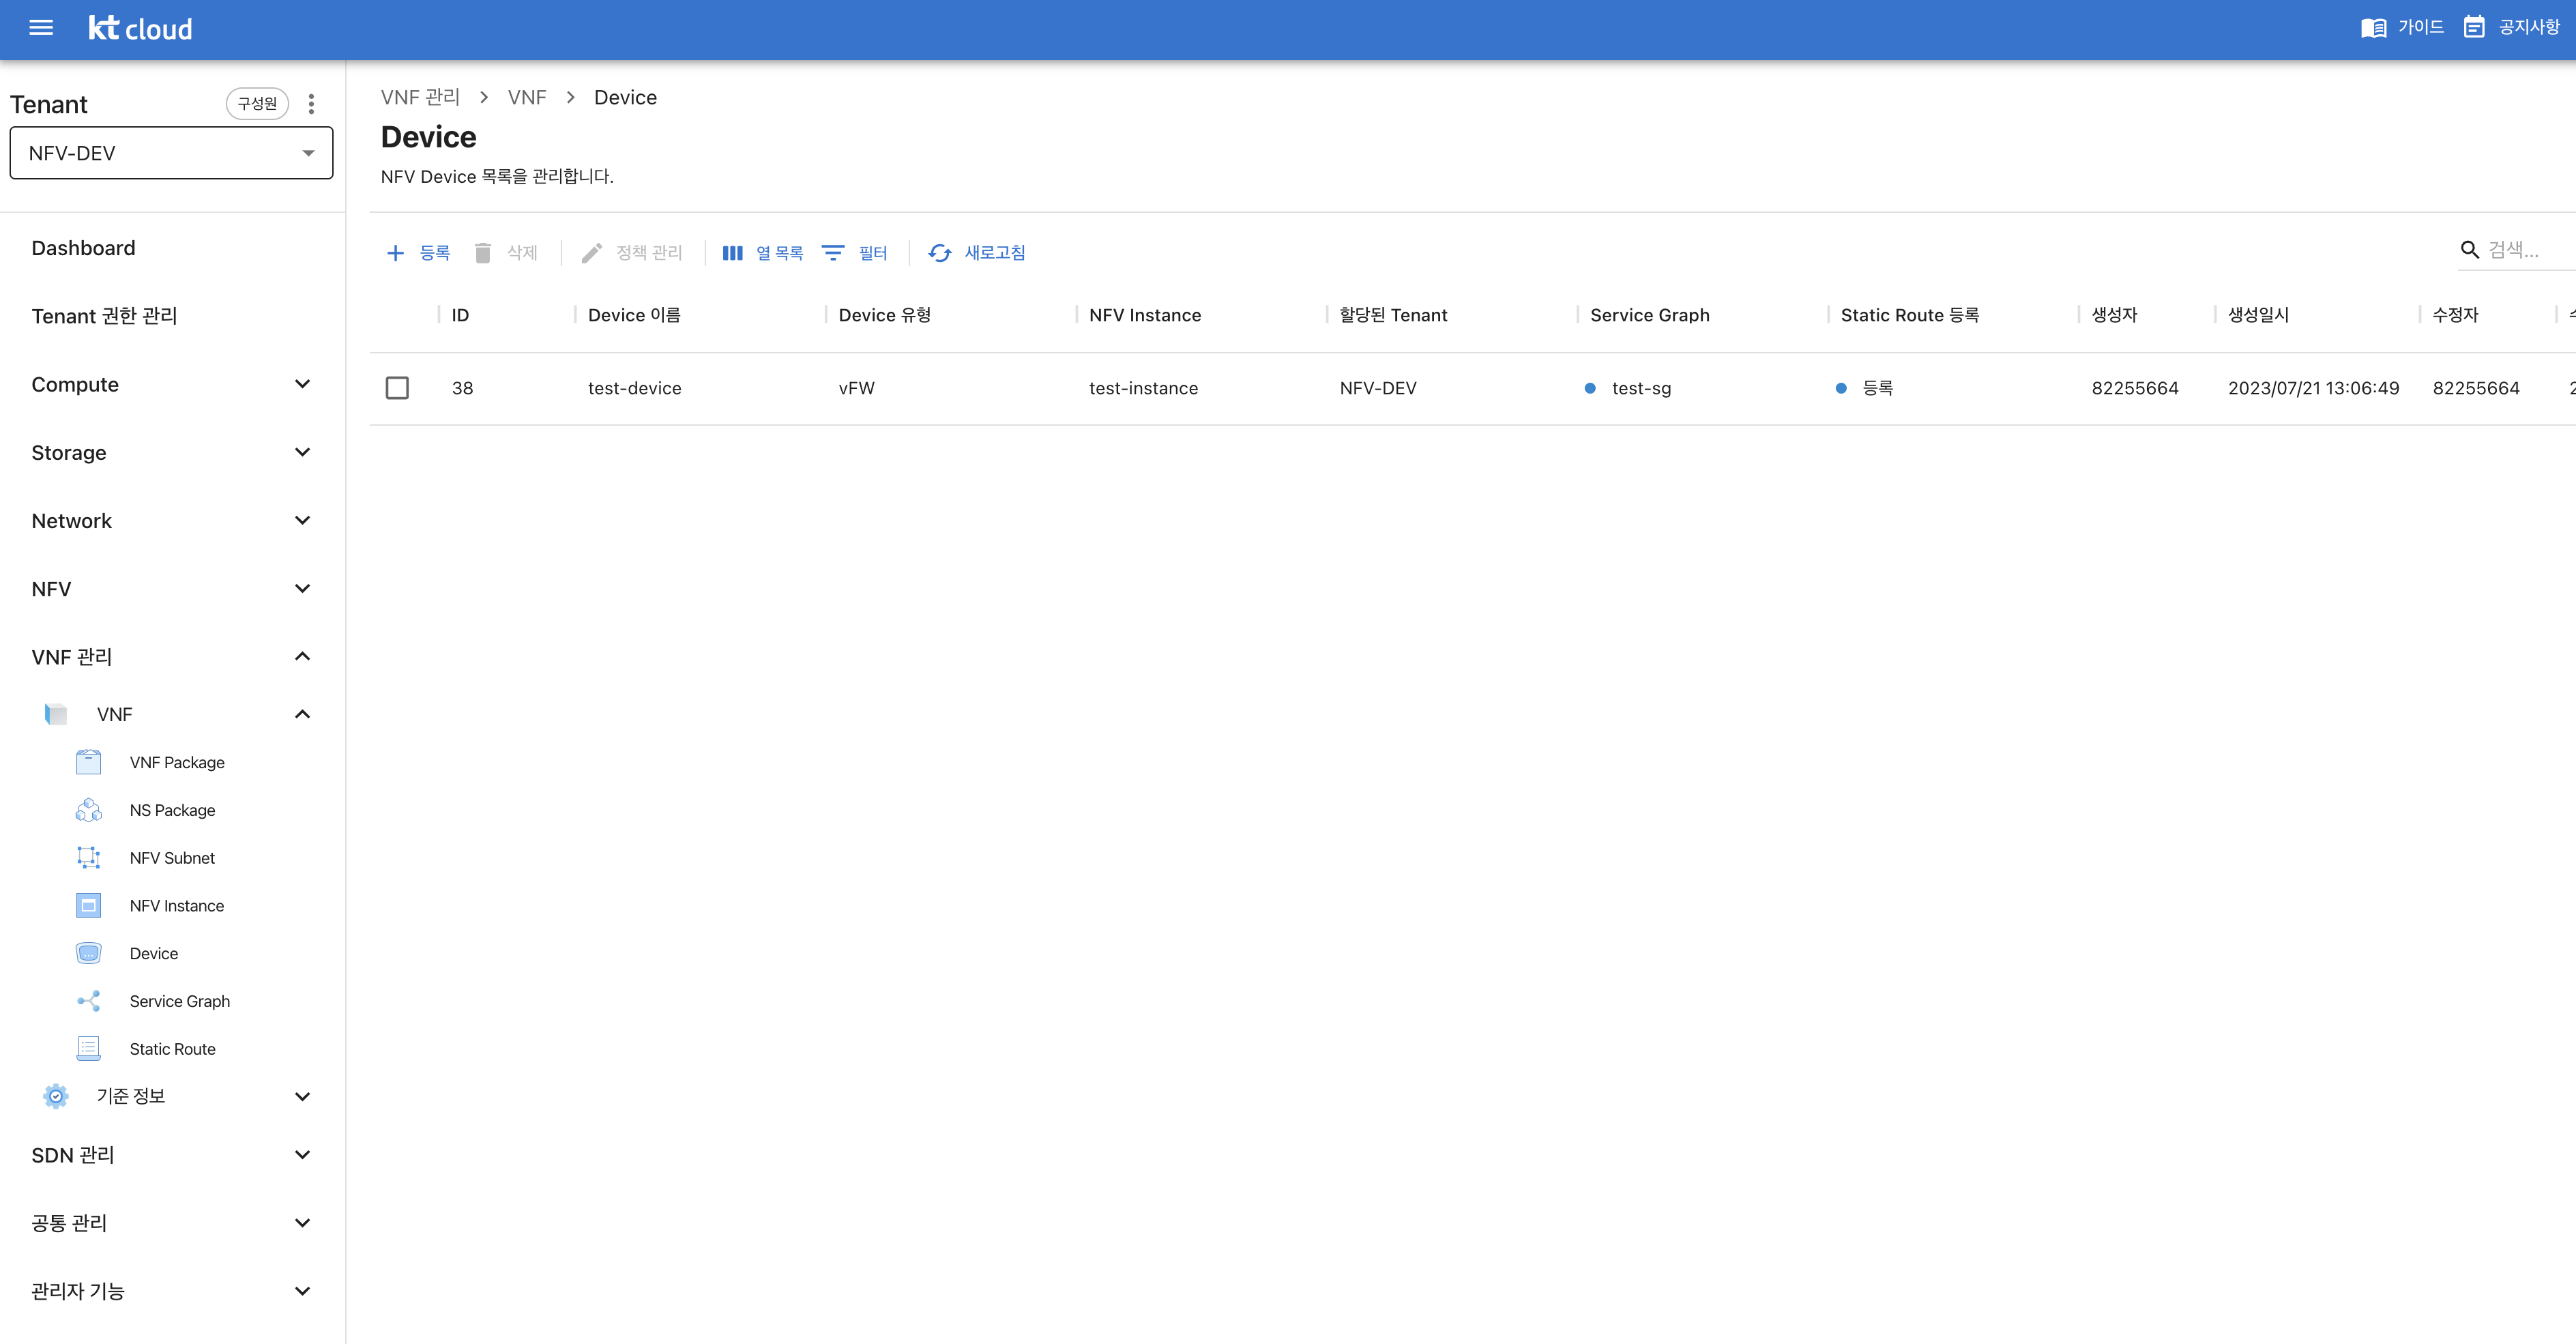 kt cloud
가이드
공지사항
Tenant
구성원
NFV-DEV
Dashboard
Tenant 권한 관리
Compute
Storage
Network
NFV
VNF 관리
VNF
VNF Package
NS Package
NFV Subnet
NFV Instance
Device
Service Graph
Static Route
기준 정보
SDN 관리
공통 관리
관리자 기능
VNF 관리 > VNF > Device
Device
NFV Device 목록을 관리합니다.
등록 삭제 정책 관리 열 목록 필터 새로고침 검색...
ID Device 이름 Device 유형 NFV Instance 할당된 Tenant Service Graph Static Route 등록 생성자 생성일시 수정자
38 test-device vFW test-instance NFV-DEV test-sg 등록 82255664 2023/07/21 13:06:49 82255664